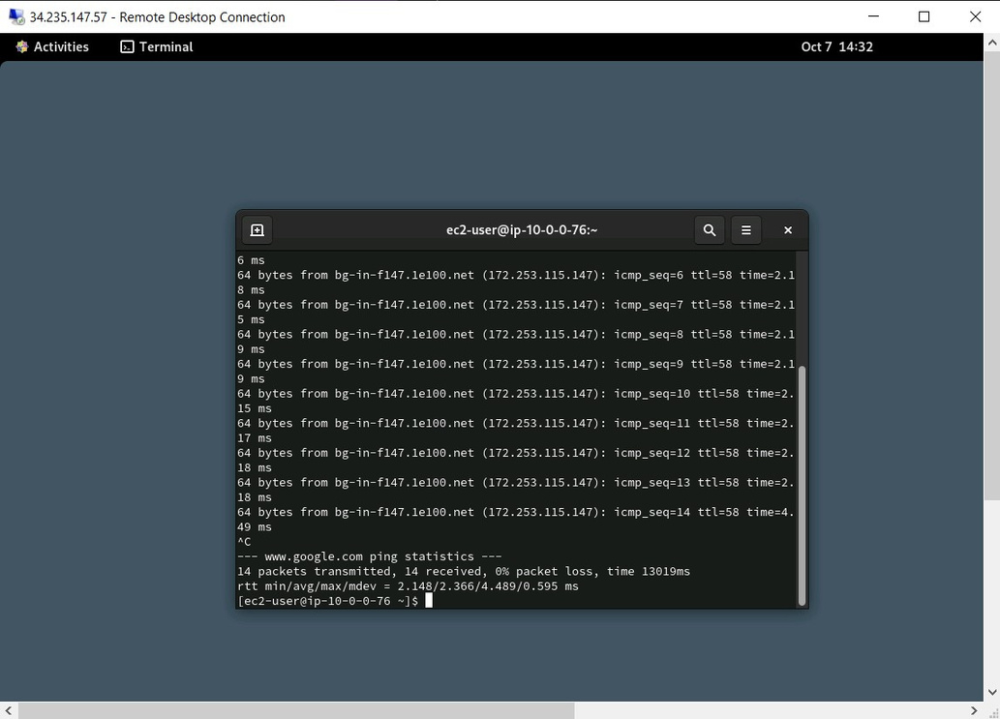 34.235.147.57 - Remote Desktop Connection
Activities Terminal Oct 7 14:32
ec2-user@ip-10-0-0-76:~
6 ms
64 bytes from bg-in-f147.1e100.net (172.253.115.147): icmp_seq=6 ttl=58 time=2.1
8 ms
64 bytes from bg-in-f147.1e100.net (172.253.115.147): icmp_seq=7 ttl=58 time=2.1
5 ms
64 bytes from bg-in-f147.1e100.net (172.253.115.147): icmp_seq=8 ttl=58 time=2.1
9 ms
64 bytes from bg-in-f147.1e100.net (172.253.115.147): icmp_seq=9 ttl=58 time=2.1
9 ms
64 bytes from bg-in-f147.1e100.net (172.253.115.147): icmp_seq=10 ttl=58 time=2.
15 ms
64 bytes from bg-in-f147.1e100.net (172.253.115.147): icmp_seq=11 ttl=58 time=2.
17 ms
64 bytes from bg-in-f147.1e100.net (172.253.115.147): icmp_seq=12 ttl=58 time=2.
18 ms
64 bytes from bg-in-f147.1e100.net (172.253.115.147): icmp_seq=13 ttl=58 time=2.
18 ms
64 bytes from bg-in-f147.1e100.net (172.253.115.147): icmp_seq=14 ttl=58 time=4.
49 ms
^C
--- www.google.com ping statistics ---
14 packets transmitted, 14 received, 0% packet loss, time 13019ms
rtt min/avg/max/mdev = 2.148/2.366/4.489/0.595 ms
[ec2-user@ip-10-0-0-76 ~]$